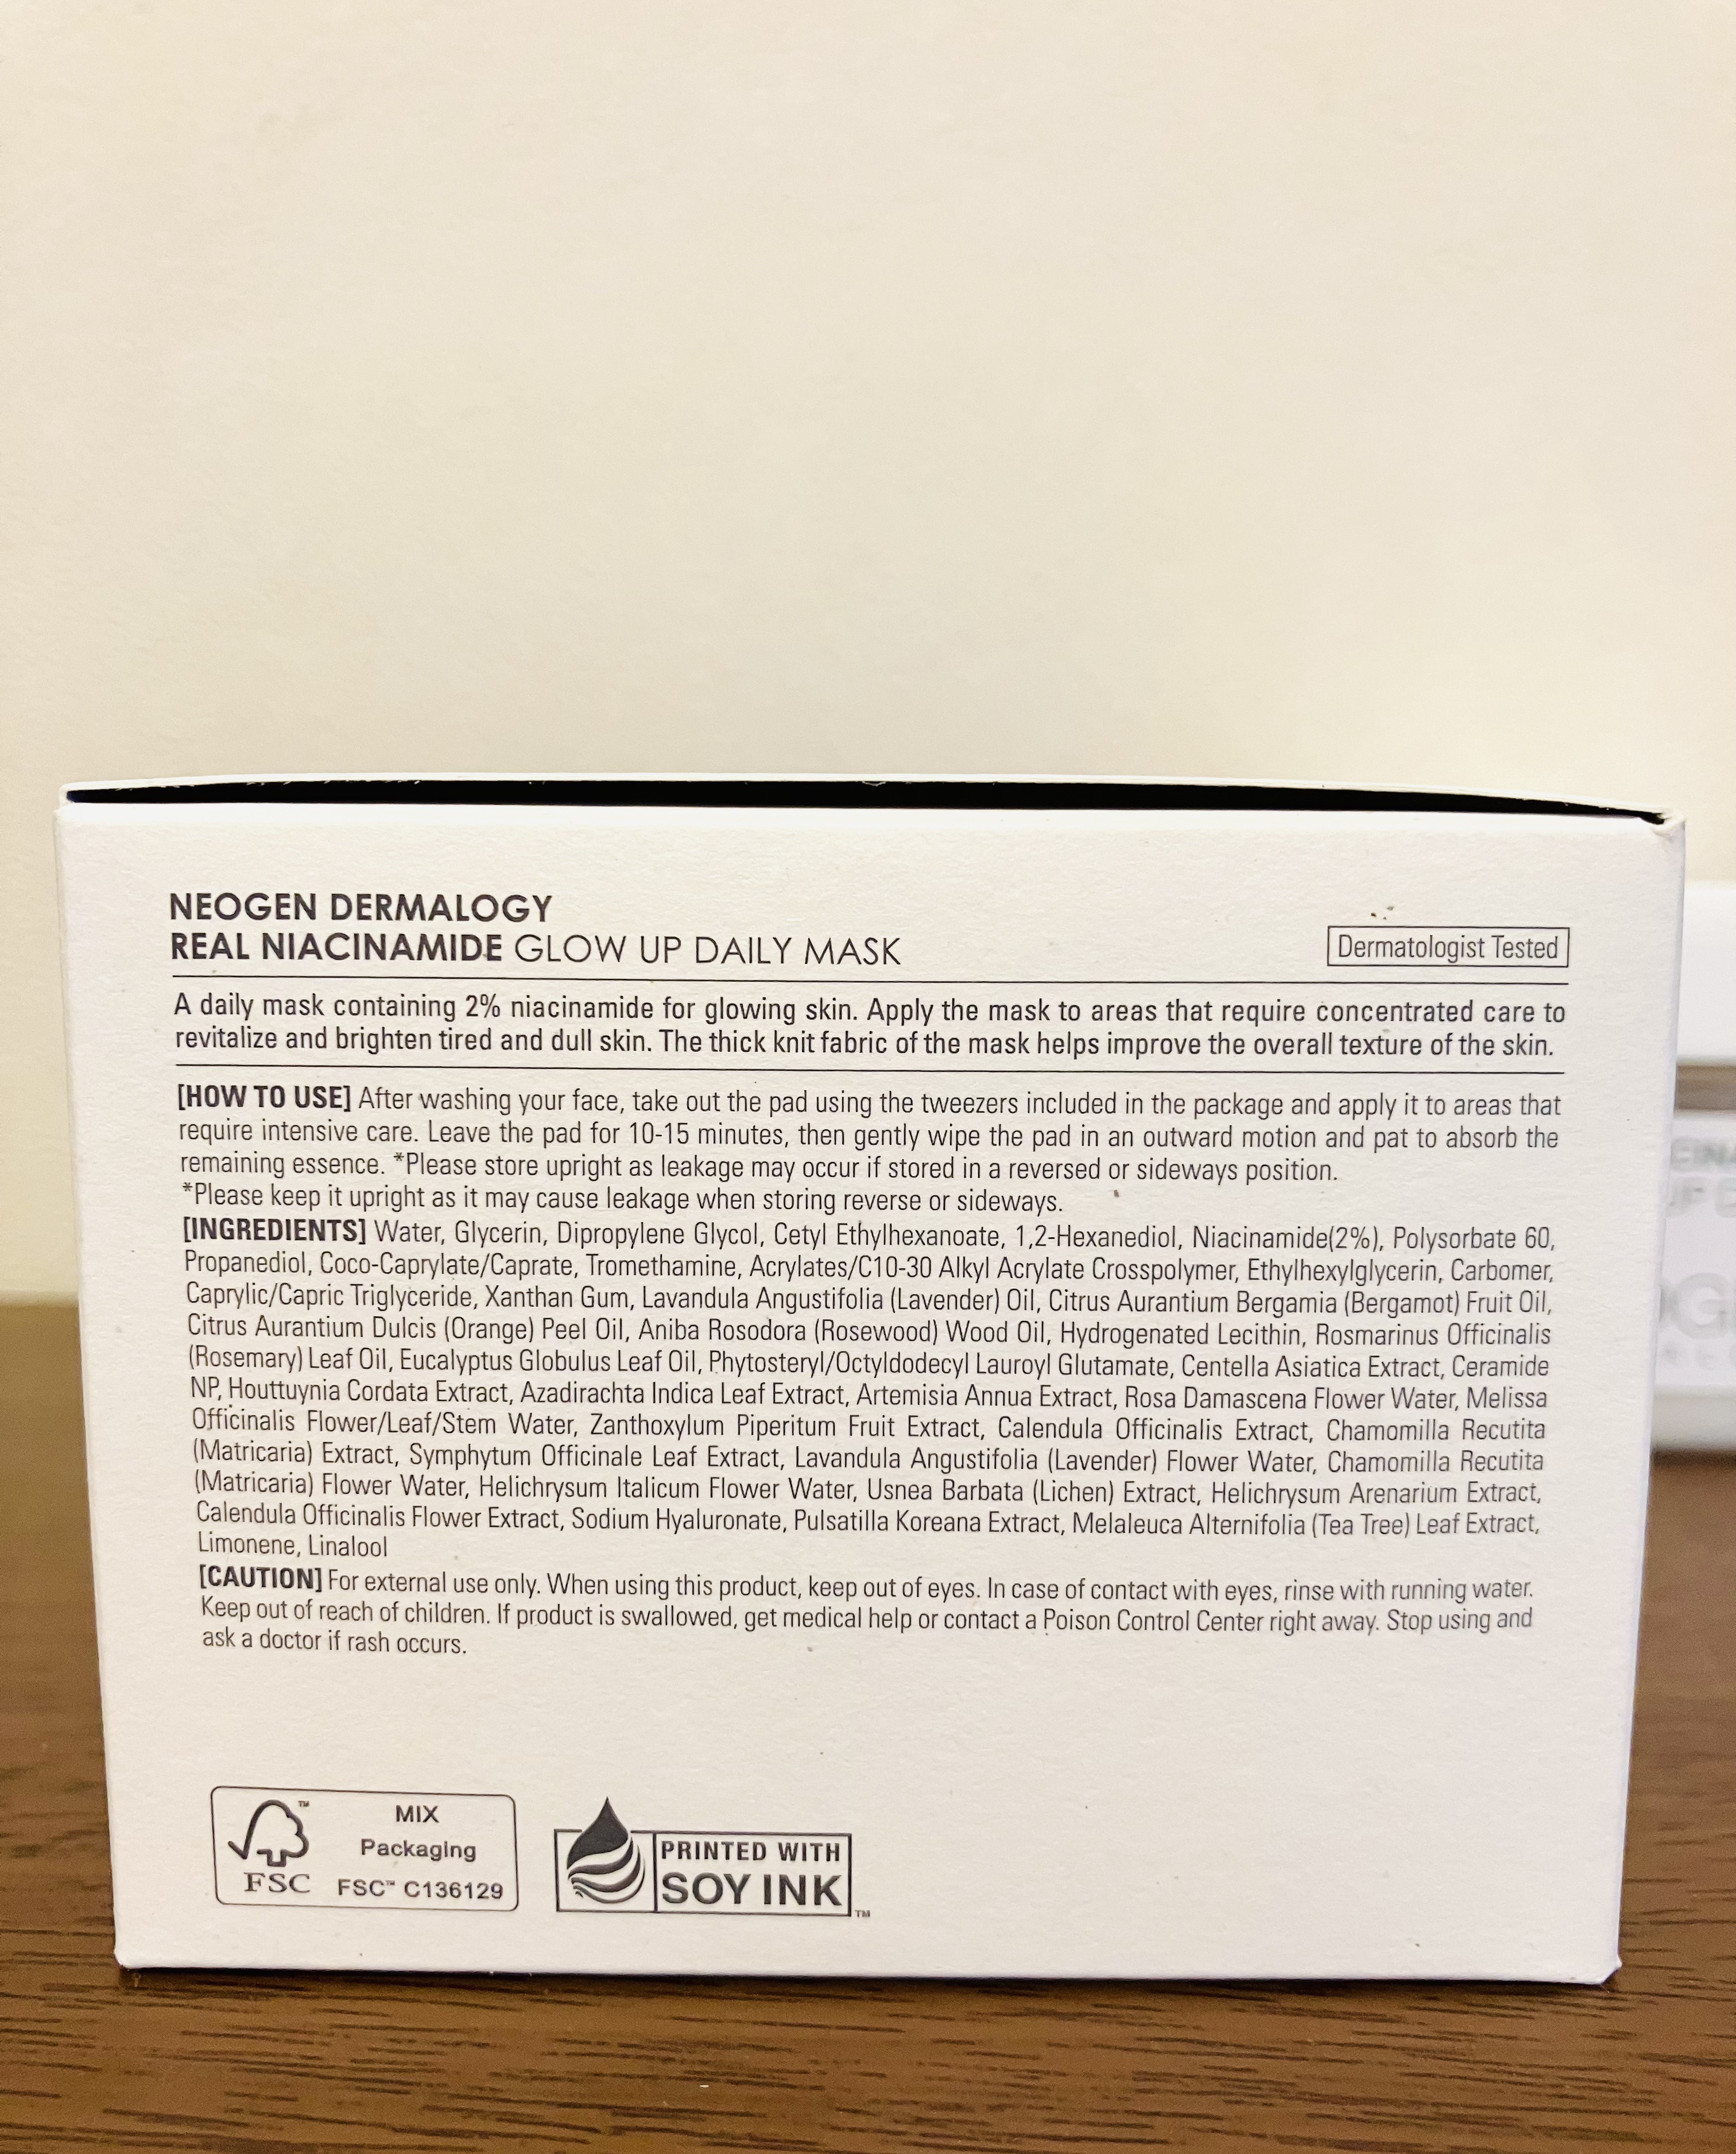 NEOGEN DERMALOGY
REAL NIACINAMIDE GLOW UP DAILY MASK
Dermatologist Tested
A daily mask containing 2% niacinamide for glowing skin. Apply the mask to areas that require concentrated care to
revitalize and brighten tired and dull skin. The thick knit fabric of the mask helps improve the overall texture of the skin.
[HOW TO USE] After washing your face, take out the pad using the tweezers included in the package and apply it to areas that
require intensive care. Leave the pad for 10-15 minutes, then gently wipe the pad in an outward motion and pat to absorb the
remaining essence. *Please store upright as leakage may occur if stored in a reversed or sideways position.
*Please keep it upright as it may cause leakage when storing reverse or sideways.
[INGREDIENTS] Water, Glycerin, Dipropylene Glycol, Cetyl Ethylhexanoate, 1,2-Hexanediol, Niacinamide(2%), Polysorbate 60,
Propanediol, Coco-Caprylate/Caprate, Tromethamine, Acrylates/C10-30 Alkyl Acrylate Crosspolymer, Ethylhexylglycerin, Carbomer,
Caprylic/Capric Triglyceride, Xanthan Gum, Lavandula Angustifolia (Lavender) Oil, Citrus Aurantium Bergamia (Bergamot) Fruit Oil,
Citrus Aurantium Dulcis (Orange) Peel Oil, Aniba Rosodora (Rosewood) Wood Oil, Hydrogenated Lecithin, Rosmarinus Officinalis
(Rosemary) Leaf Oil, Eucalyptus Globulus Leaf Oil, Phytosteryl/Octyldodecyl Lauroyl Glutamate, Centella Asiatica Extract, Ceramide
NP, Houttuynia Cordata Extract, Azadirachta Indica Leaf Extract, Artemisia Annua Extract, Rosa Damascena Flower Water, Melissa
Officinalis Flower/Leaf/Stem Water, Zanthoxylum Piperitum Fruit Extract, Calendula Officinalis Extract, Chamomilla Recutita
(Matricaria) Extract, Symphytum Officinale Leaf Extract, Lavandula Angustifolia (Lavender) Flower Water, Chamomilla Recutita
(Matricaria) Flower Water, Helichrysum Italicum Flower Water, Usnea Barbata (Lichen) Extract, Helichrysum Arenarium Extract,
Calendula Officinalis Flower Extract, Sodium Hyaluronate, Pulsatilla Koreana Extract, Melaleuca Alternifolia (Tea Tree) Leaf Extract,
Limonene, Linalool
[CAUTION] For external use only. When using this product, keep out of eyes. In case of contact with eyes, rinse with running water.
Keep out of reach of children. If product is swallowed, get medical help or contact a Poison Control Center right away. Stop using and
ask a doctor if rash occurs.
™
FSC
MIX
Packaging
FSC™ C136129
PRINTED WITH
SOY INK
™